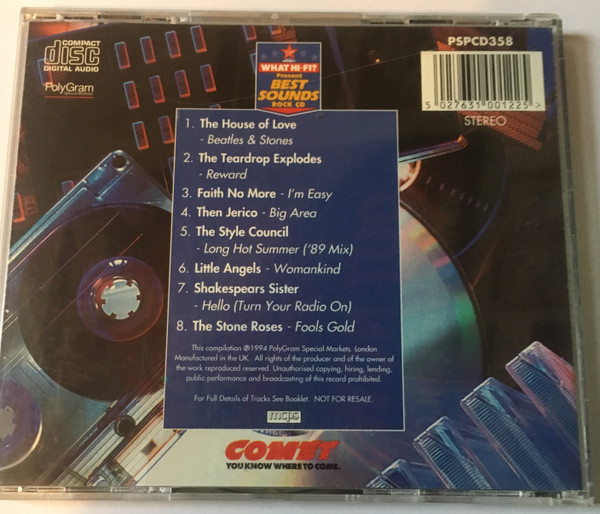 COMPACT
disc
DIGITAL AUDIO
PolyGram
WHAT HI•FI?
Present
BEST
SOUNDS
ROCK CD
PSPCD358
5 027631 001225 >
STEREO
1. The House of Love
- Beatles & Stones
2. The Teardrop Explodes
- Reward
3. Faith No More - I'm Easy
4. Then Jerico - Big Area
5. The Style Council
- Long Hot Summer ('89 Mix)
6. Little Angels - Womankind
7. Shakespears Sister
- Hello (Turn Your Radio On)
8. The Stone Roses - Fools Gold
This compilation ℗1994 PolyGram Special Markets. London
Manufactured in the UK. All rights of the producer and of the owner of
the work reproduced reserved. Unauthorised copying, hiring, lending,
public performance and broadcasting of this record prohibited.
For Full Details of Tracks See Booklet. NOT FOR RESALE.
mcps
COMET
YOU KNOW WHERE TO COME.